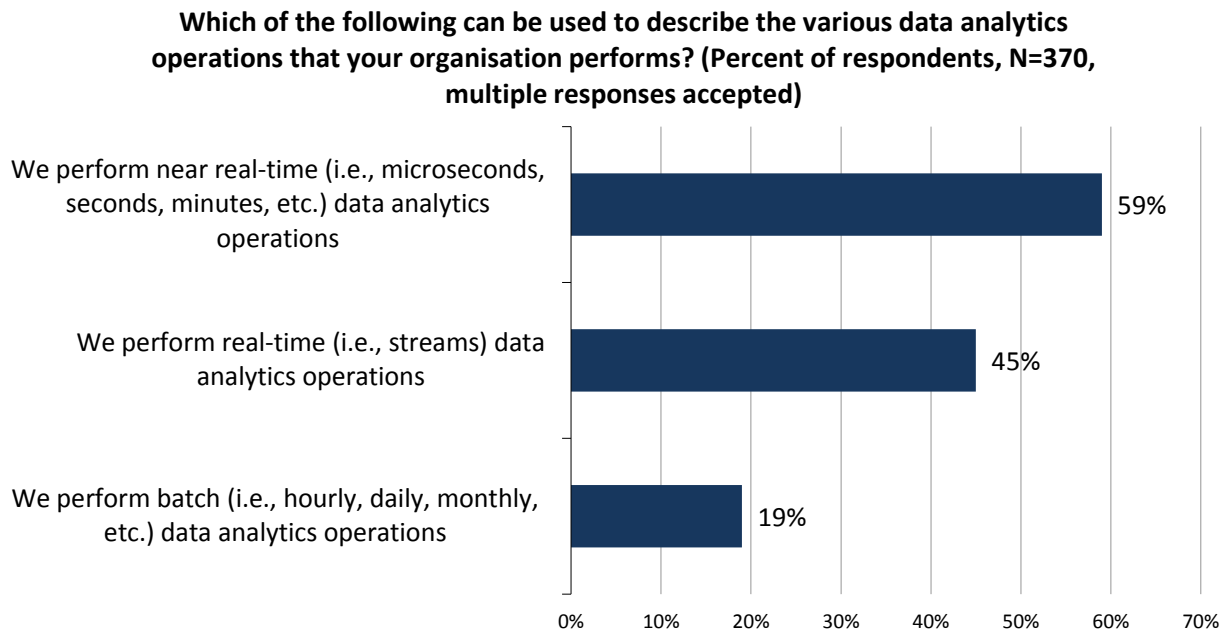 Which of the following can be used to describe the various data analytics
operations that your organisation performs? (Percent of respondents, N=370,
multiple responses accepted)
We perform near real-time (i.e., microseconds,
seconds, minutes, etc.) data analytics
operations
59%
We perform real-time (i.e., streams) data
analytics operations
45%
We perform batch (i.e., hourly, daily, monthly,
etc.) data analytics operations
19%
0% 10% 20% 30% 40% 50% 60% 70%